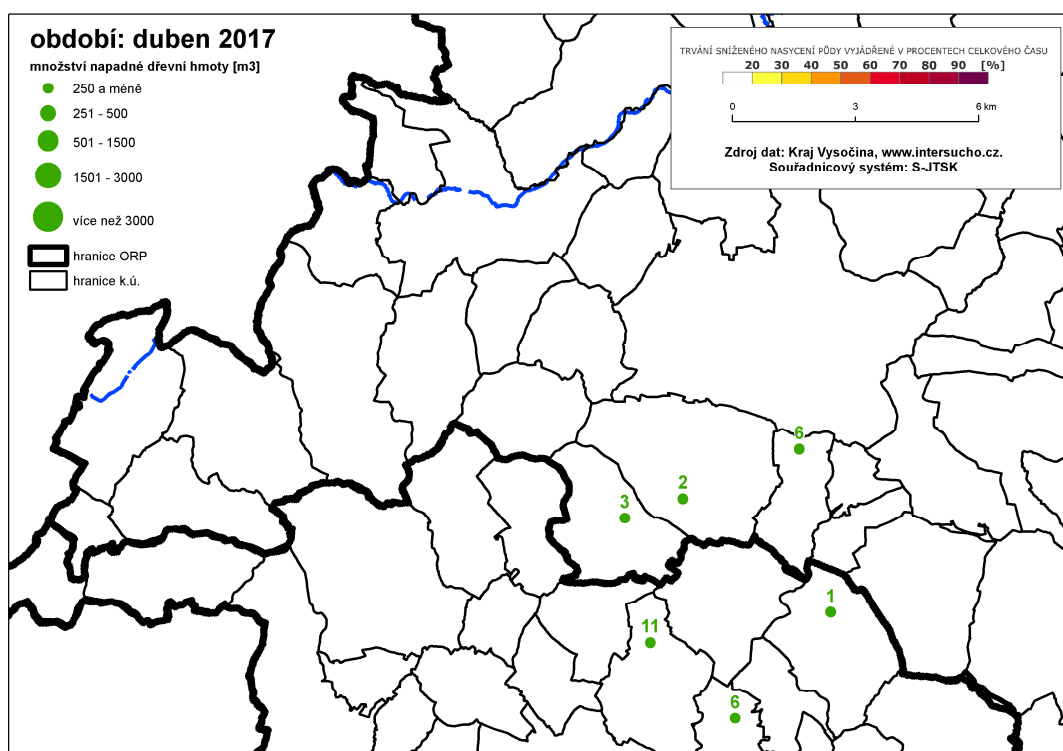 období: duben 2017
množství napadné dřevní hmoty [m3]
250 a méně
251 - 500
501 - 1500
1501 - 3000
více než 3000
hranice ORP
hranice k.ú.
TRVÁNÍ SNÍŽENÉHO NASYCENÍ PŮDY VYJÁDŘENÉ V PROCENTECH CELKOVÉHO ČASU
20 30 40 50 60 70 80 90 [%]
0 3 6 km
Zdroj dat: Kraj Vysočina, www.intersucho.cz.
Souřadnicový systém: S-JTSK
6
2
3
1
11
6